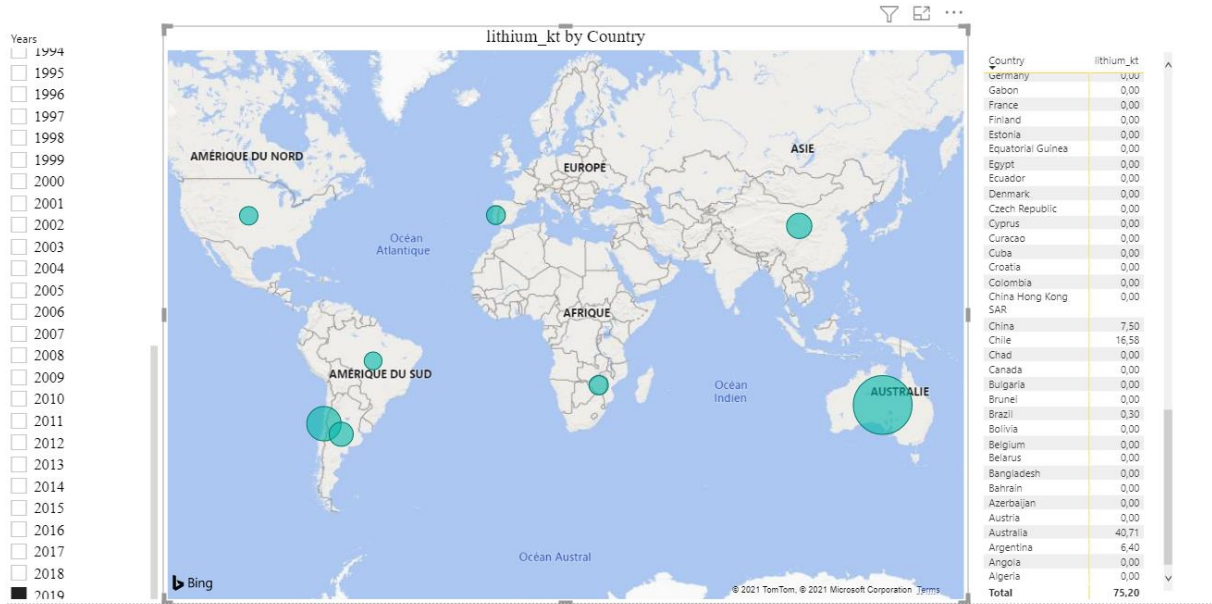 lithium_kt by Country
Years
1994
1995
1996
1997
1998
1999
2000
2001
2002
2003
2004
2005
2006
2007
2008
2009
2010
2011
2012
2013
2014
2015
2016
2017
2018
2019
AMÉRIQUE DU NORD
EUROPE
ASIE
Océan
Atlantique
AFRIQUE
AMÉRIQUE DU SUD
Océan
Indien
AUSTRALIE
Océan Austral
Bing
© 2021 TomTom, © 2021 Microsoft Corporation Terms
Country lithium_kt
Germany 0,00
Gabon 0,00
France 0,00
Finland 0,00
Estonia 0,00
Equatorial Guinea 0,00
Egypt 0,00
Ecuador 0,00
Denmark 0,00
Czech Republic 0,00
Cyprus 0,00
Curacao 0,00
Cuba 0,00
Croatia 0,00
Colombia 0,00
China Hong Kong 0,00
SAR
China 7,50
Chile 16,58
Chad 0,00
Canada 0,00
Bulgaria 0,00
Brunei 0,00
Brazil 0,30
Bolivia 0,00
Belgium 0,00
Belarus 0,00
Bangladesh 0,00
Bahrain 0,00
Azerbaijan 0,00
Austria 0,00
Australia 40,71
Argentina 6,40
Angola 0,00
Algeria 0,00
Total 75,20